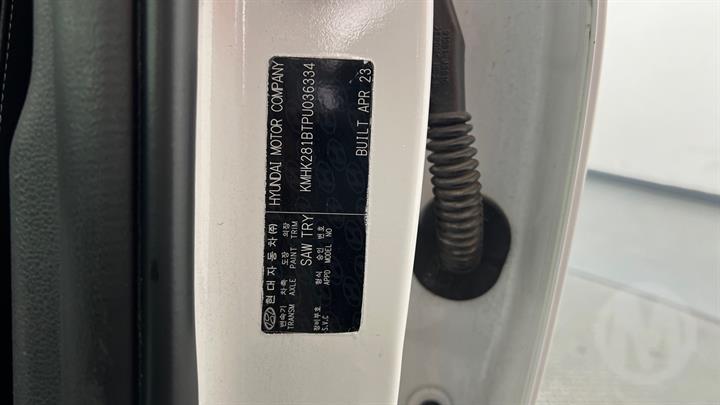 현대자동차(주) HYUNDAI MOTOR COMPANY
변속기 차축 도장 외장
TRANSM AXLE PAINT TRIM
SAW TRY KMHK281BTPU036334
정비부호 형식 승인 번호
S.V.C APPD MODEL NO
BUILT APR 23
M